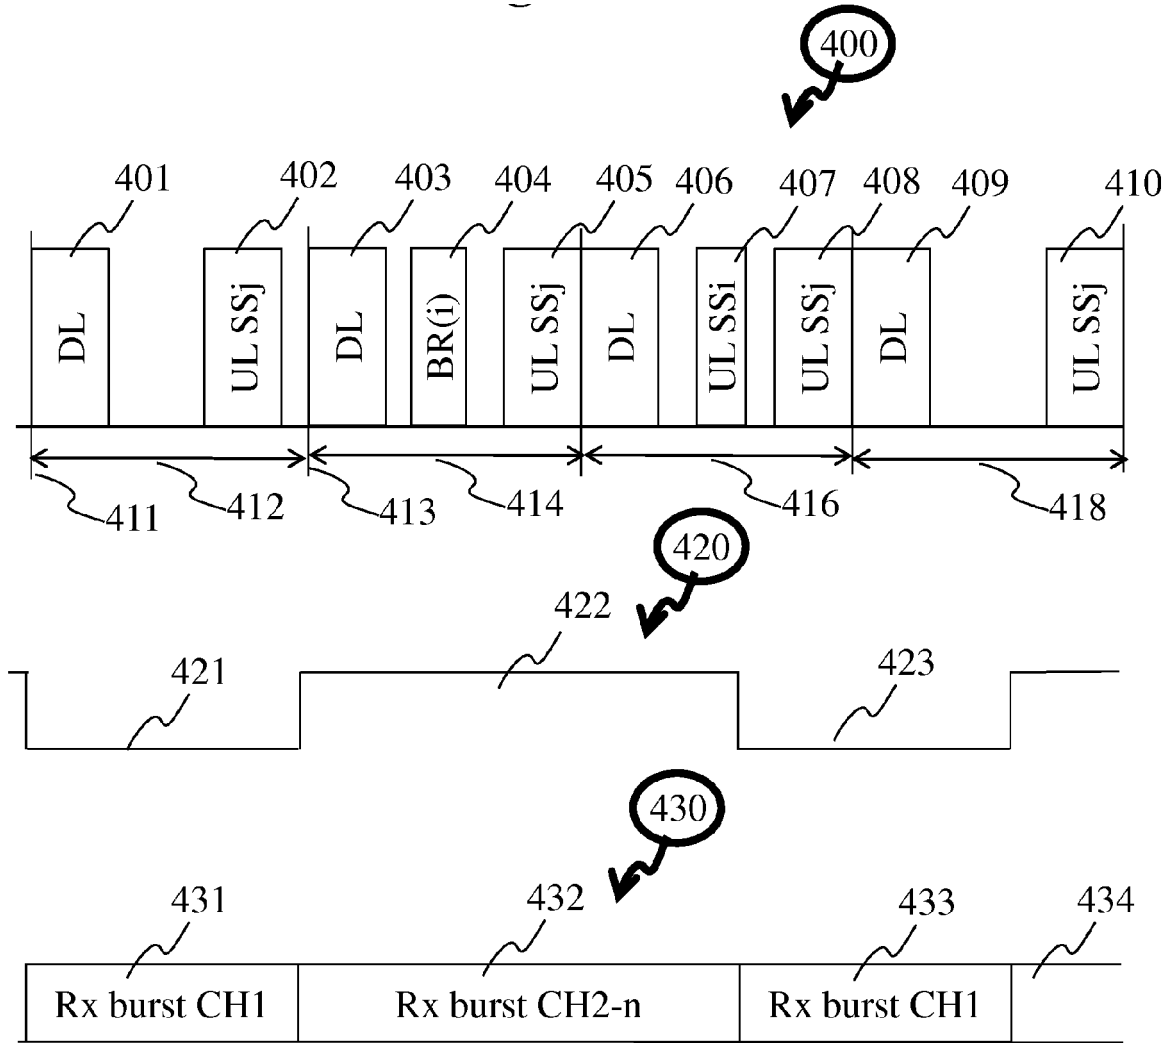 400
401 402 403 404 405 406 407 408 409 410
DL
UL SSj
DL
BR(i)
UL SSj
DL
UL SSi
UL SSj
DL
UL SSj
411 412 413 414 416 418
420
422
421
423
430
431 432 433 434
Rx burst CH1 Rx burst CH2-n Rx burst CH1